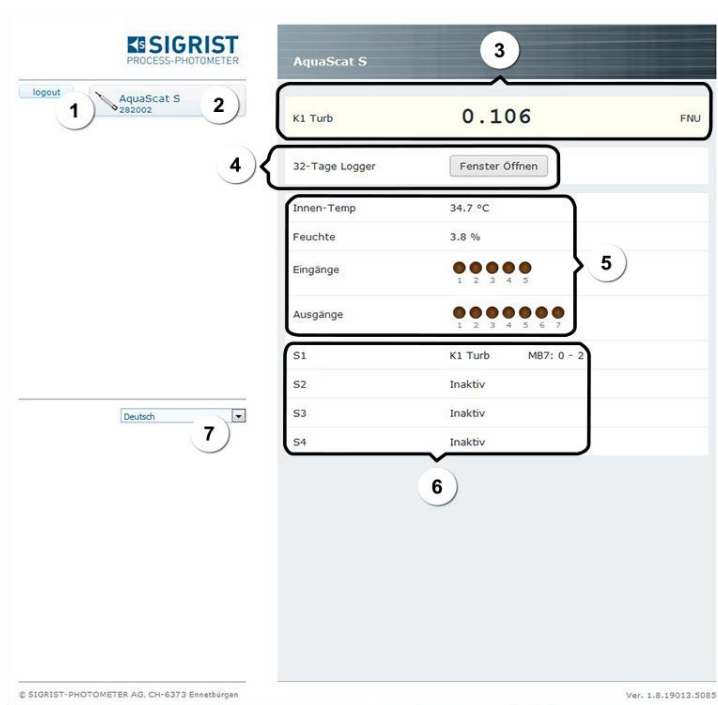 SIGRIST
PROCESS-PHOTOMETER
AquaScat S
3
logout
1
AquaScat S
282002
2
K1 Turb 0.106 FNU
4
32-Tage Logger Fenster Öffnen
Innen-Temp 34.7 °C
Feuchte 3.8 %
Eingänge
1 2 3 4 5
5
Ausgänge
1 2 3 4 5 6 7
S1 K1 Turb MB7: 0 - 2
S2 Inaktiv
S3 Inaktiv
S4 Inaktiv
6
Deutsch
7
© SIGRIST-PHOTOMETER AG. CH-6373 Ennetbürgen
Ver. 1.8.19013.5085